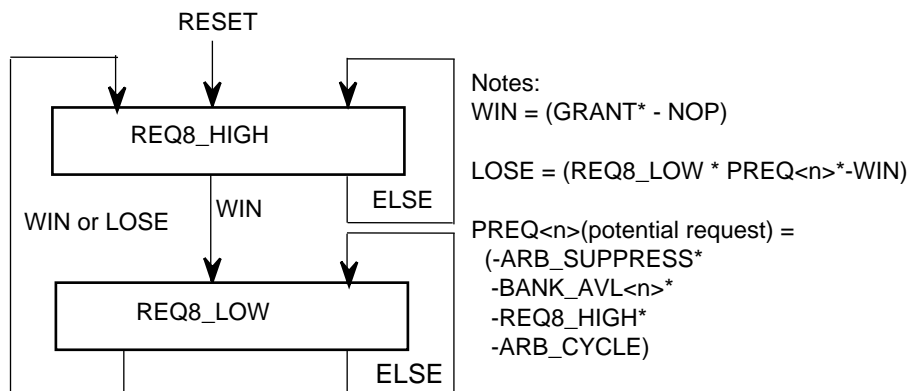 RESET
REQ8_HIGH
WIN
ELSE
WIN or LOSE
REQ8_LOW
ELSE
Notes:
WIN = (GRANT* - NOP)
LOSE = (REQ8_LOW * PREQ<n>*-WIN)
PREQ<n>(potential request) =
(-ARB_SUPPRESS*
-BANK_AVL<n>*
-REQ8_HIGH*
-ARB_CYCLE)